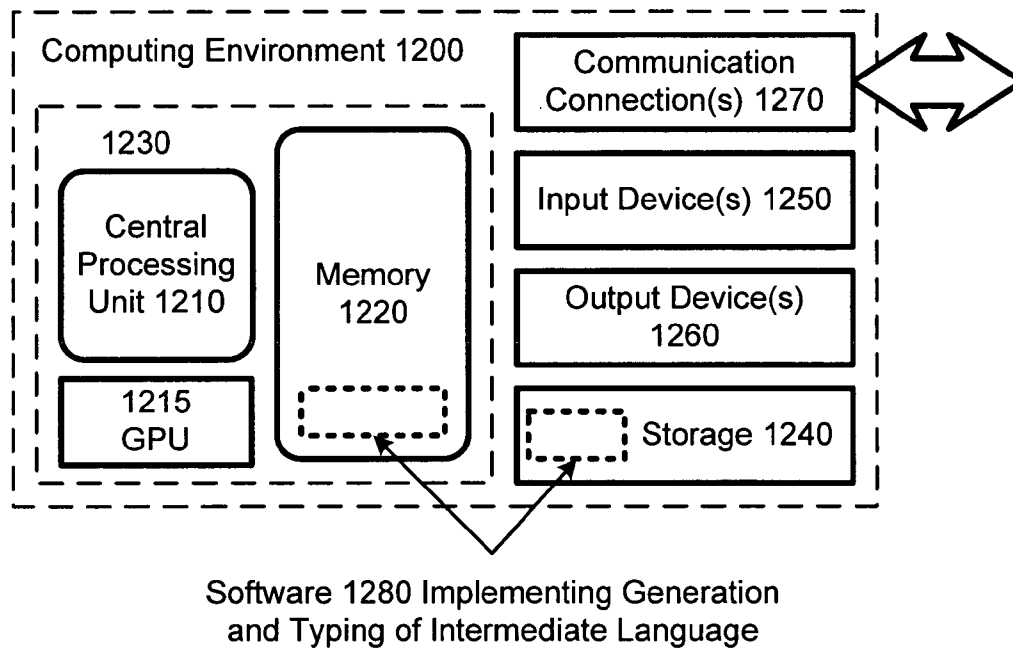 Computing Environment 1200
1230
Central
Processing
Unit 1210
1215
GPU
Memory
1220
Communication
Connection(s) 1270
Input Device(s) 1250
Output Device(s)
1260
Storage 1240
Software 1280 Implementing Generation
and Typing of Intermediate Language